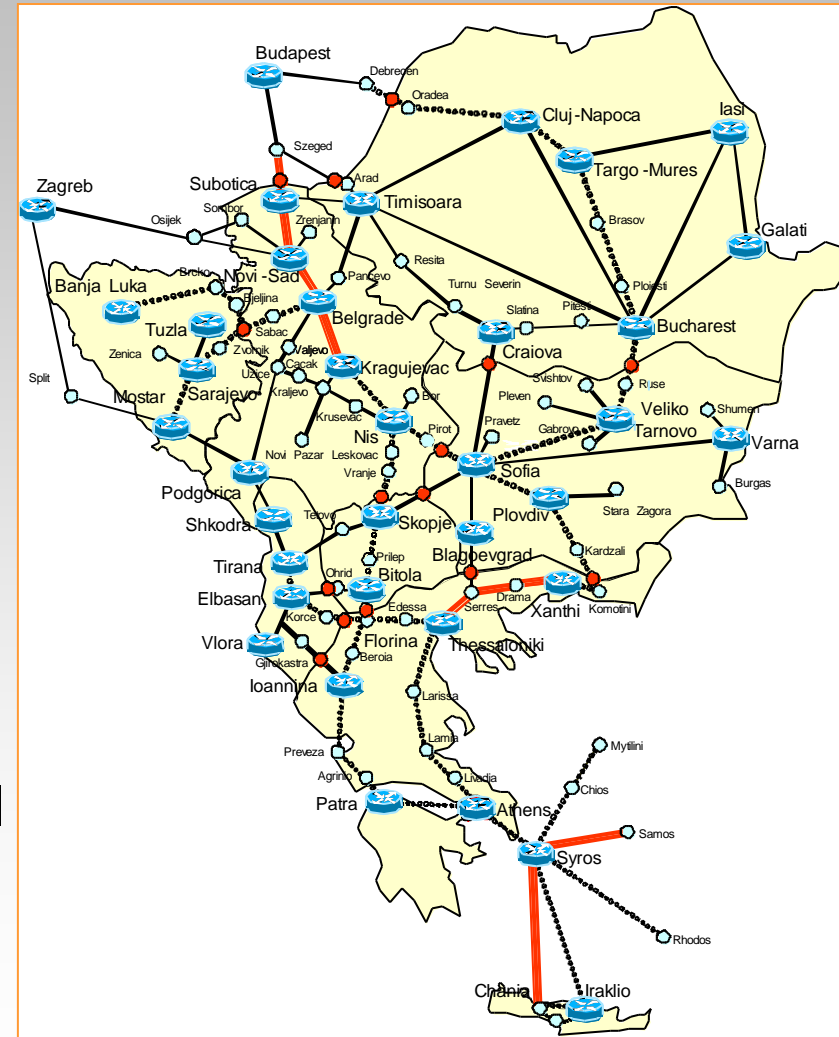 Budapest
Debrecen
Oradea
Cluj-Napoca
Iasi
Szeged
Targo -Mures
Zagreb
Subotica
Arad
Timisoara
Sombor
Zrenjanin
Osijek
Brasov
Galati
Resita
Novi -Sad
Pancevo
Brcko
Banja Luka
Turnu Severin
Ploiesti
Bjeljina
Belgrade
Slatina
Pitesti
Bucharest
Tuzla
Sabac
Craiova
Zenica
Zvornik
Valjevo
Uzice
Cacak
Kragujevac
Split
Sarajevo
Svishtov
Ruse
Mostar
Kraljevo
Bor
Pleven
Veliko
Tarnovo
Shumen
Krusevac
Nis
Pirot
Pravetz
Gabrovo
Varna
Novi Pazar
Leskovac
Vranje
Sofia
Podgorica
Burgas
Plovdiv
Stara Zagora
Shkodra
Tetovo
Skopje
Blagoevgrad
Kardzali
Tirana
Prilep
Ohrid
Bitola
Drama
Xanthi
Elbasan
Serres
Komotini
Korce
Edessa
Vlora
Florina
Thessaloniki
Gjirokastra
Beroia
Ioannina
Larissa
Preveza
Lamia
Mytilini
Agrinio
Livadia
Chios
Patra
Athens
Samos
Syros
Rhodos
Chania
Iraklio